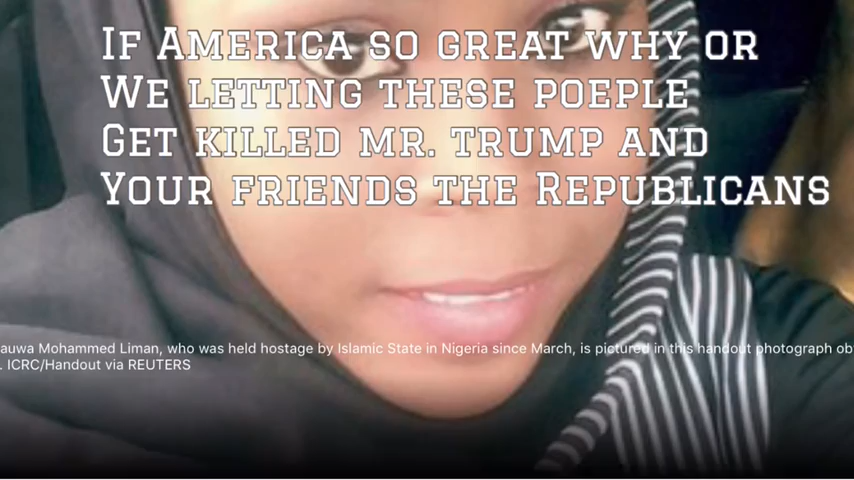 If America so great why or
We letting these poeple
Get killed mr. trump and
Your friends the Republicans
auwa Mohammed Liman, who was held hostage by Islamic State in Nigeria since March, is pictured in this handout photograph ob
. ICRC/Handout via REUTERS